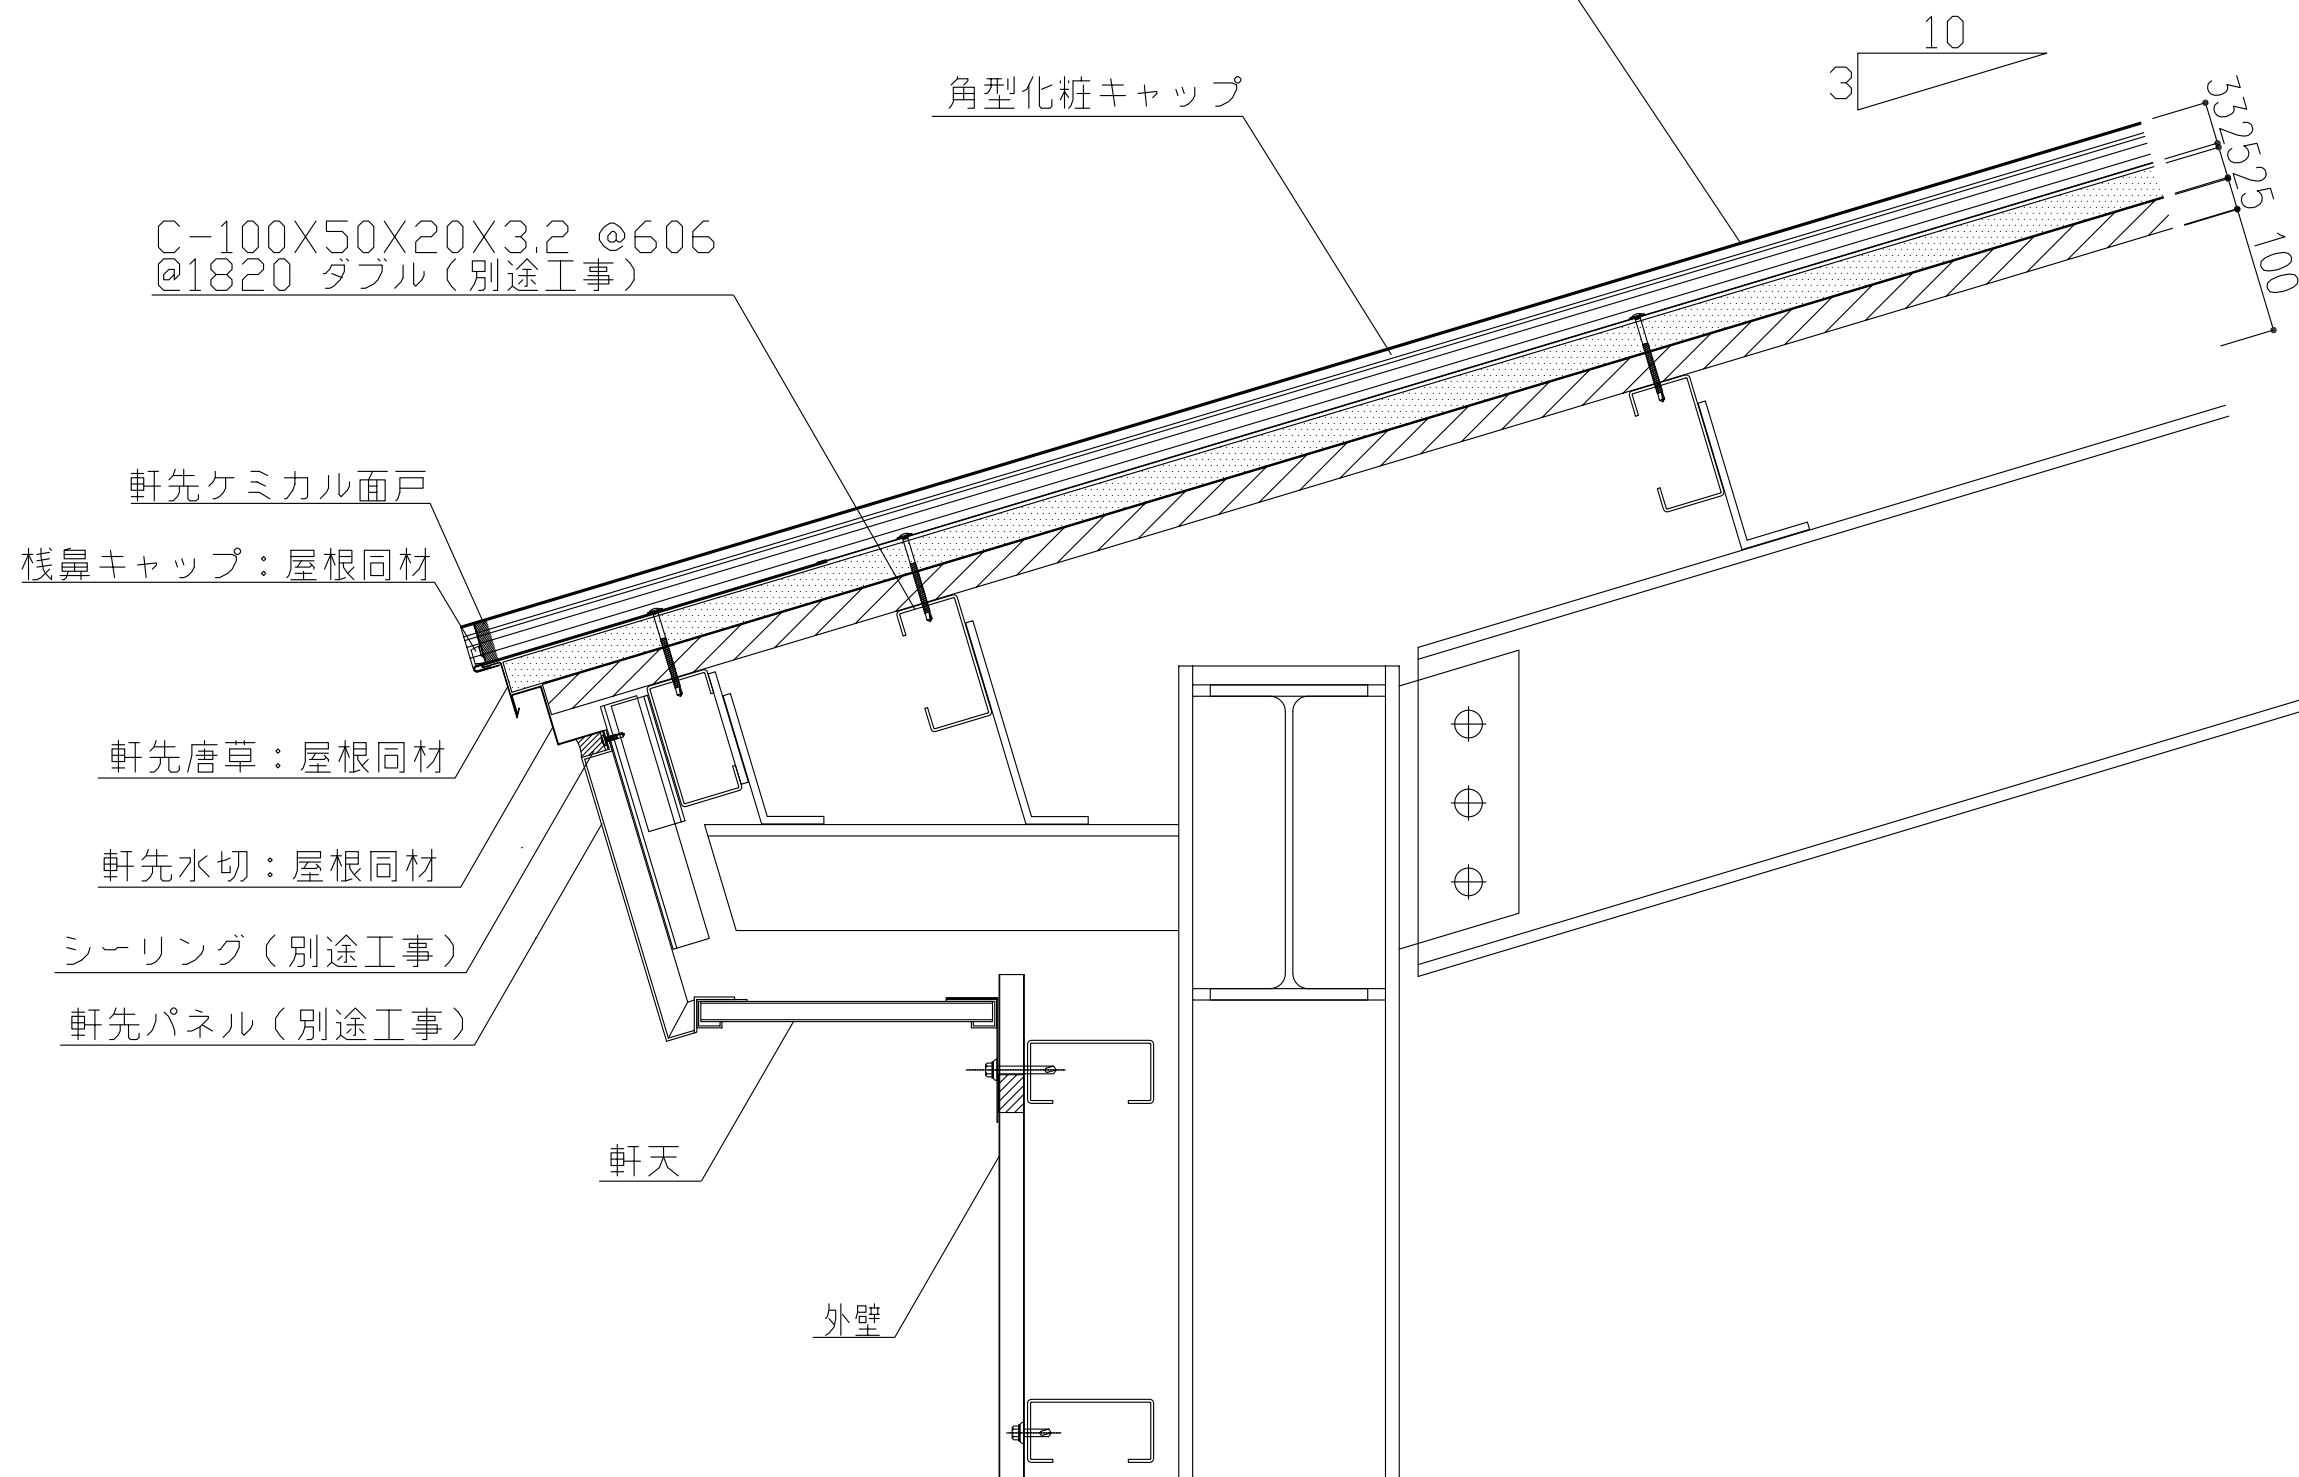 10
3
角型化粧キャップ
33
25
25
100
C-100X50X20X3.2 @606
@1820 ダブル(別途工事)
軒先ケミカル面戸
桟鼻キャップ:屋根同材
軒先唐草:屋根同材
軒先水切:屋根同材
シーリング(別途工事)
軒先パネル(別途工事)
軒天
外壁